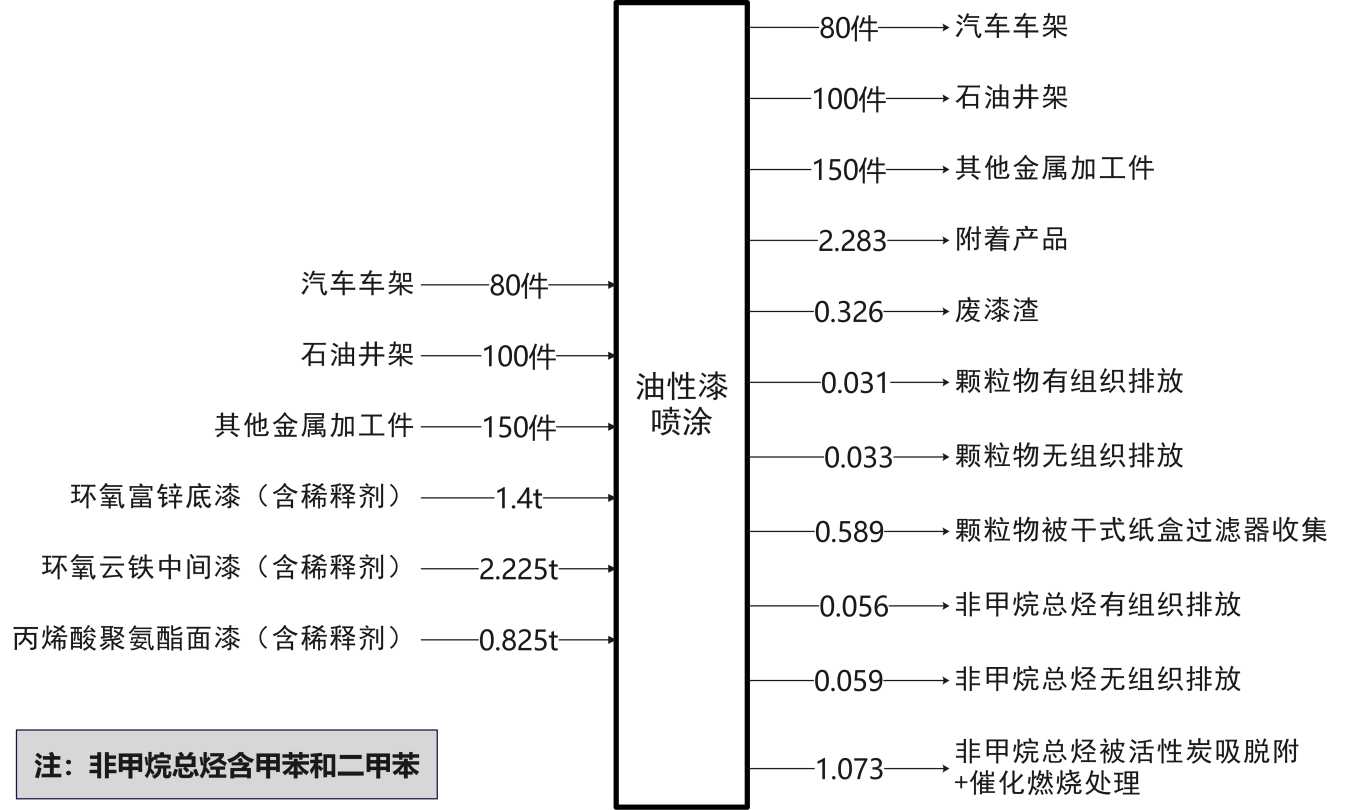 汽车车架 80件
石油井架 100件
其他金属加工件 150件
环氧富锌底漆（含稀释剂） 1.4t
环氧云铁中间漆（含稀释剂） 2.225t
丙烯酸聚氨酯面漆（含稀释剂） 0.825t
油性漆
喷涂
80件 汽车车架
100件 石油井架
150件 其他金属加工件
2.283 附着产品
0.326 废漆渣
0.031 颗粒物有组织排放
0.033 颗粒物无组织排放
0.589 颗粒物被干式纸盒过滤器收集
0.056 非甲烷总烃有组织排放
0.059 非甲烷总烃无组织排放
1.073 非甲烷总烃被活性炭吸脱附
+催化燃烧处理
注：非甲烷总烃含甲苯和二甲苯